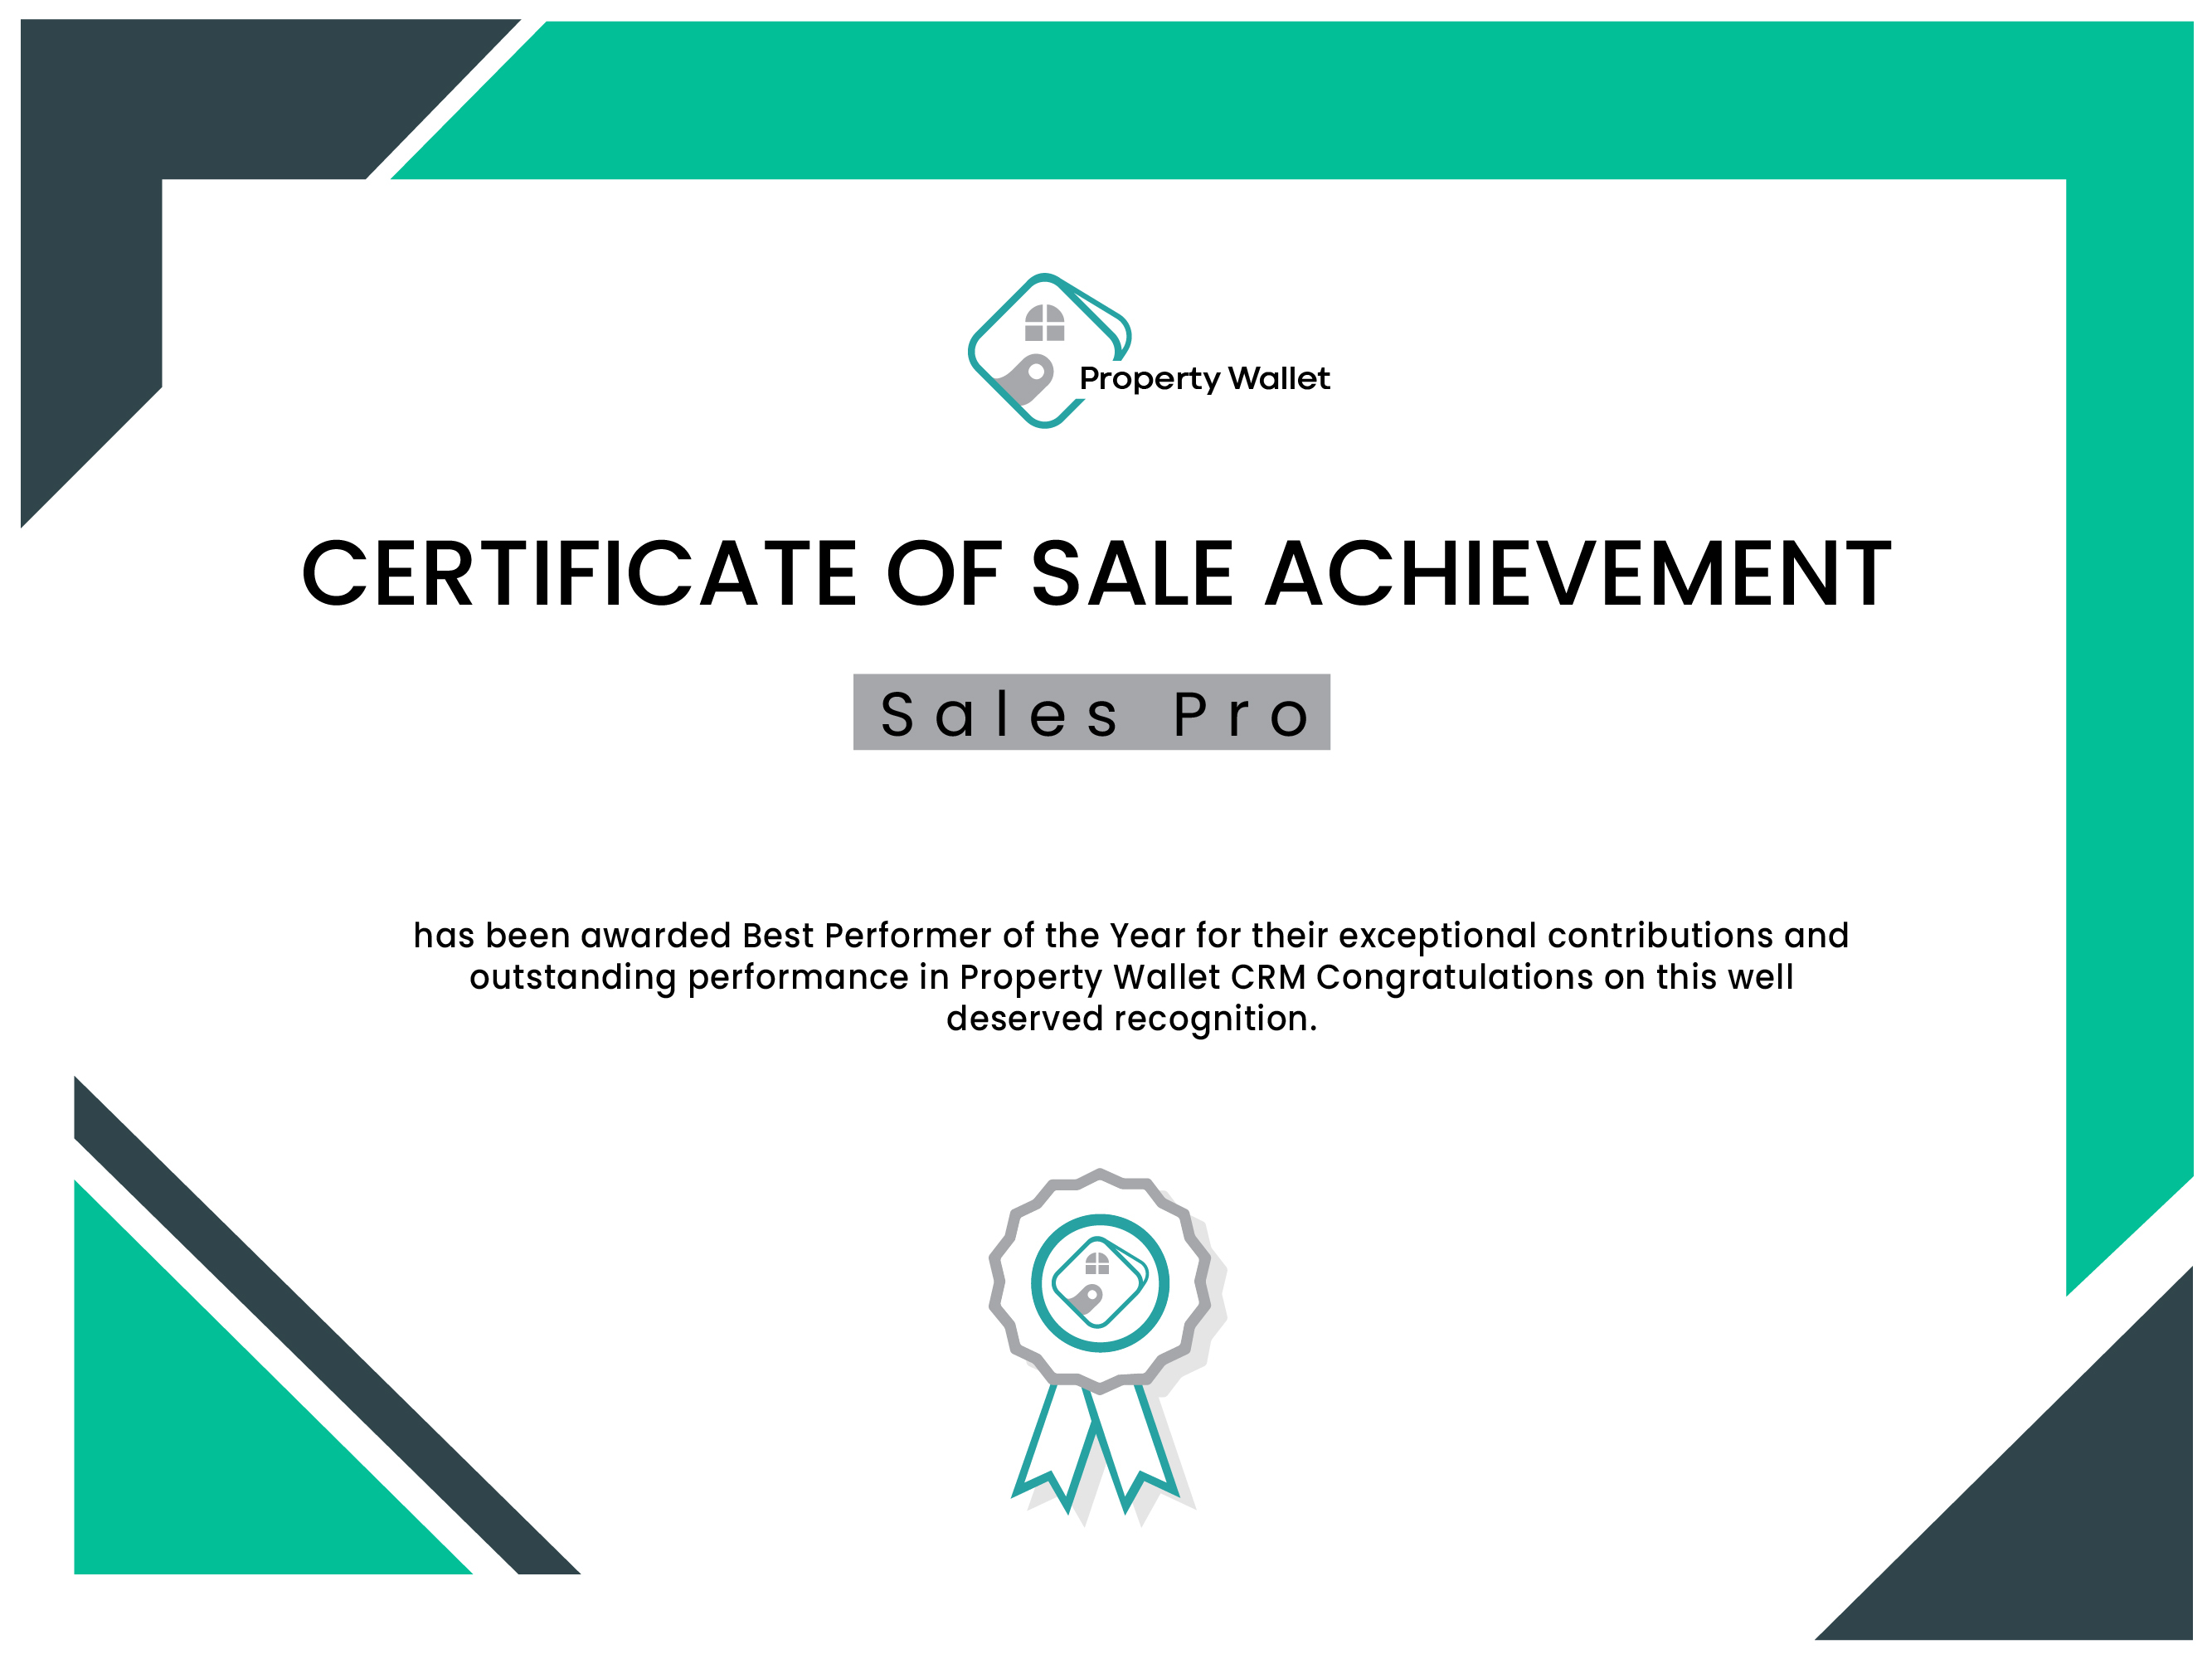 Property Wallet
CERTIFICATE OF SALE ACHIEVEMENT
Sales Pro
has been awarded Best Performer of the Year for their exceptional contributions and
outstanding performance in Property Wallet CRM Congratulations on this well
deserved recognition.